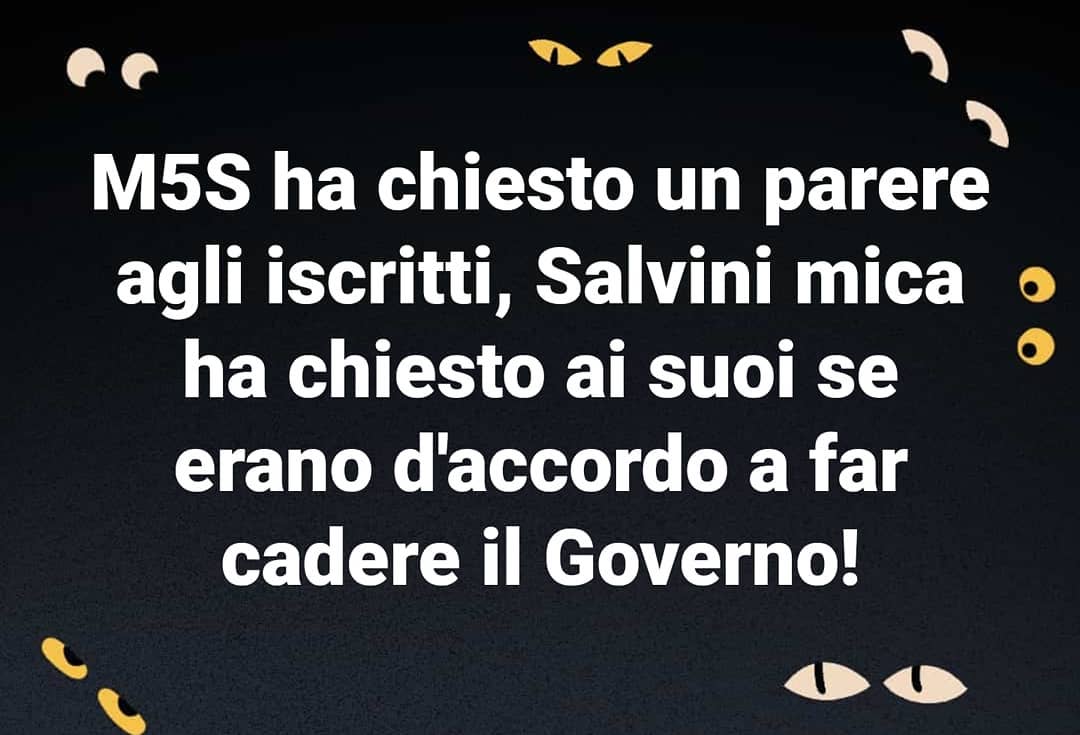 M5S ha chiesto un parere
agli iscritti, Salvini mica
ha chiesto ai suoi se
erano d'accordo a far
cadere il Governo!